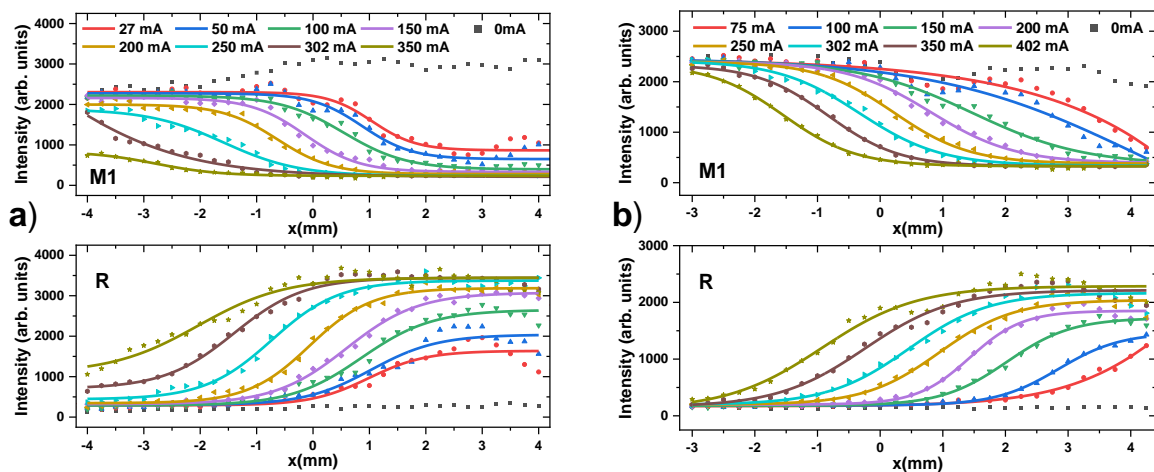 27 mA 50 mA 100 mA 150 mA 0mA
200 mA 250 mA 302 mA 350 mA
Intensity (arb. units)
4000
3000
2000
1000
0
M1
-4 -3 -2 -1 0 1 2 3 4
x(mm)
a)
Intensity (arb. units)
4000
3000
2000
1000
0
R
-4 -3 -2 -1 0 1 2 3 4
x(mm)
75 mA 100 mA 150 mA 200 mA 0mA
250 mA 302 mA 350 mA 402 mA
Intensity (arb. units)
3000
2000
1000
0
M1
-3 -2 -1 0 1 2 3 4
x(mm)
b)
Intensity (arb. units)
3000
2000
1000
0
R
-3 -2 -1 0 1 2 3 4
x(mm)